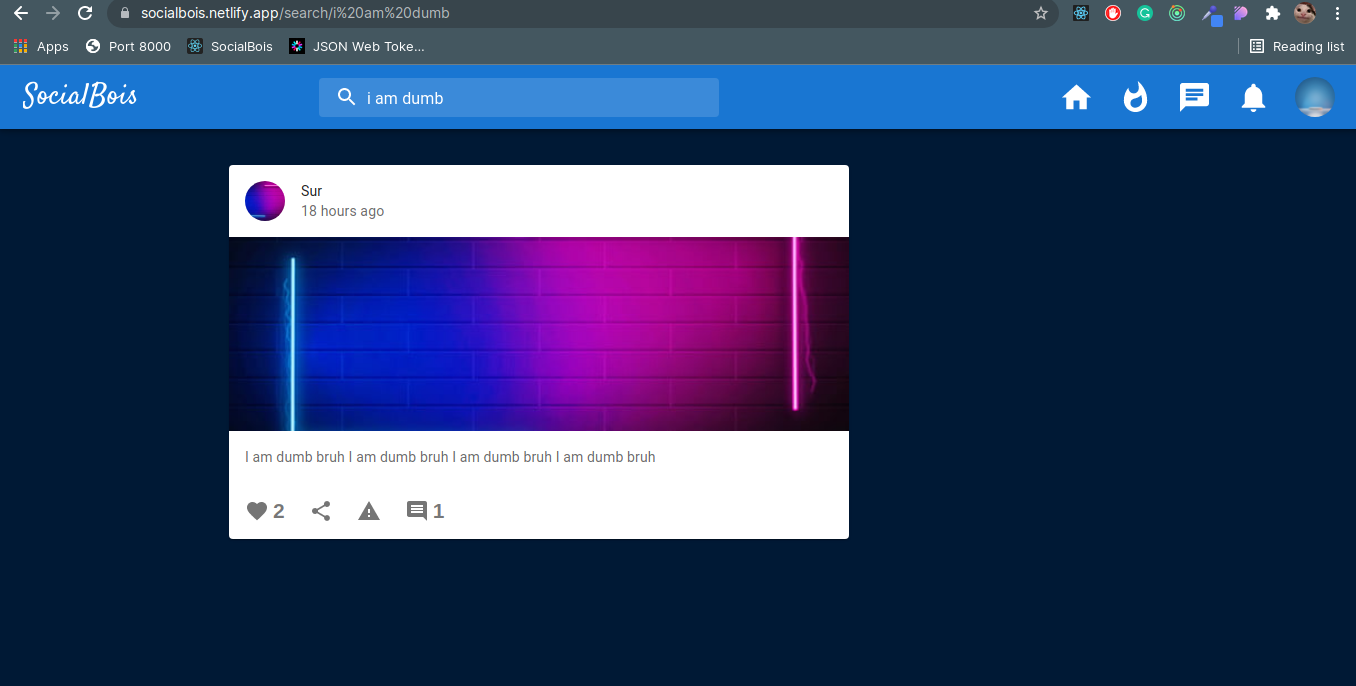 socialbois.netlify.app/search/i%20am%20dumb
Apps Port 8000 SocialBois JSON Web Toke... Reading list
SocialBois i am dumb
Sur
18 hours ago
I am dumb bruh I am dumb bruh I am dumb bruh I am dumb bruh
2 1